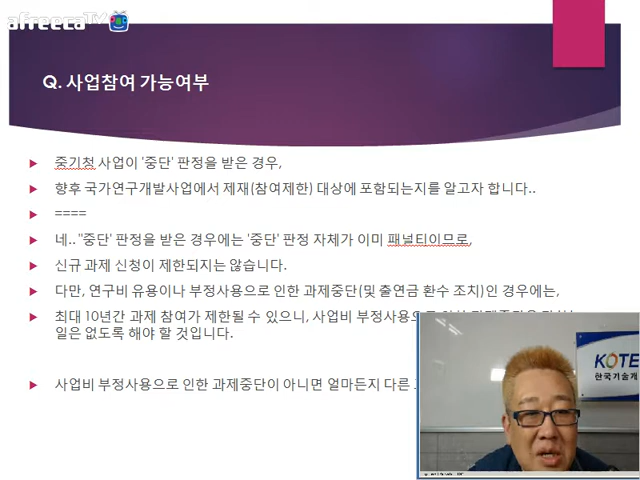 afreecaTV
Q. 사업참여 가능여부
중기청 사업이 '중단' 판정을 받은 경우,
향후 국가연구개발사업에서 제재(참여제한) 대상에 포함되는지를 알고자 합니다..
====
네.. "중단' 판정을 받은 경우에는 '중단' 판정 자체가 이미 패널티이므로,
신규 과제 신청이 제한되지는 않습니다.
다만, 연구비 유용이나 부정사용으로 인한 과제중단(및 출연금 환수 조치)인 경우에는,
최대 10년간 과제 참여가 제한될 수 있으니, 사업비 부정사용으
일은 없도록 해야 할 것입니다.
사업비 부정사용으로 인한 과제중단이 아니면 얼마든지 다른
KOTE
한국기술개